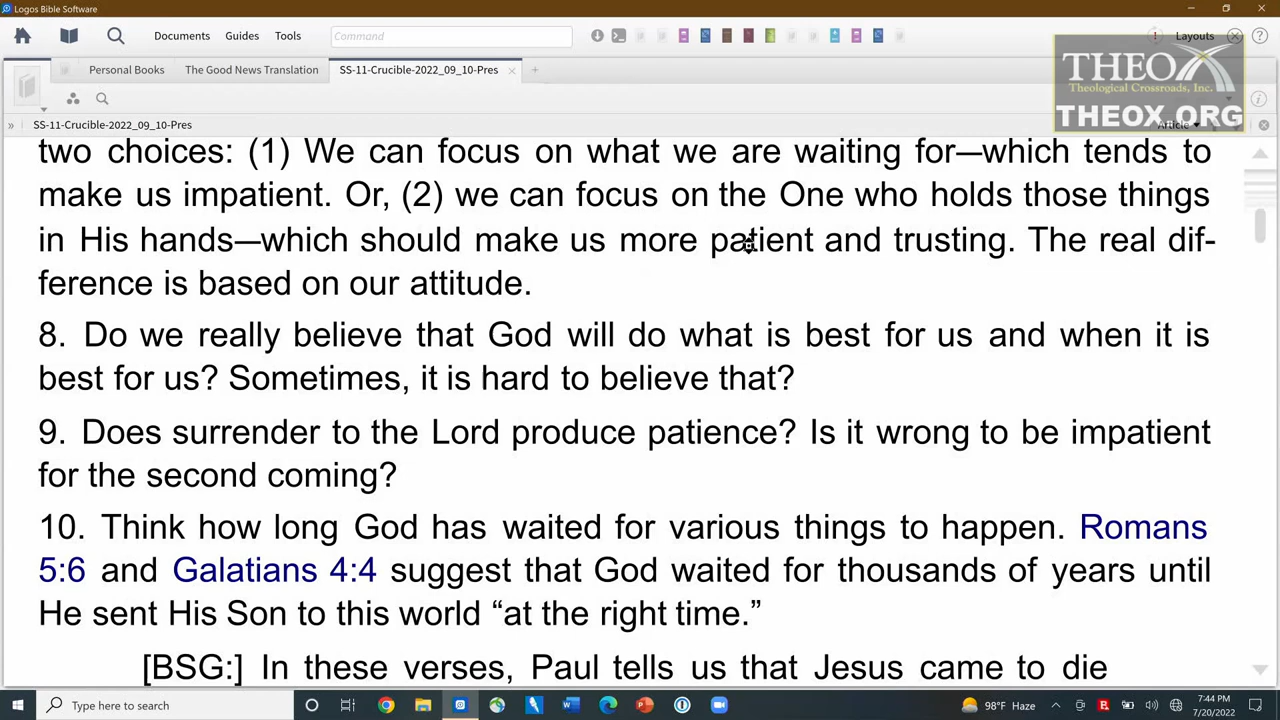 Logos Bible Software
Documents Guides Tools Command Layouts
THEOX
Theological Crossroads, Inc.
THEOX.ORG
Personal Books The Good News Translation SS-11-Crucible-2022_09_10-Pres
SS-11-Crucible-2022_09_10-Pres Article
two choices: (1) We can focus on what we are waiting for—which tends to
make us impatient. Or, (2) we can focus on the One who holds those things
in His hands—which should make us more patient and trusting. The real dif-
ference is based on our attitude.
8. Do we really believe that God will do what is best for us and when it is
best for us? Sometimes, it is hard to believe that?
9. Does surrender to the Lord produce patience? Is it wrong to be impatient
for the second coming?
10. Think how long God has waited for various things to happen. Romans
5:6 and Galatians 4:4 suggest that God waited for thousands of years until
He sent His Son to this world “at the right time.”
[BSG:] In these verses, Paul tells us that Jesus came to die
Type here to search
98°F Haze
7:44 PM
7/20/2022